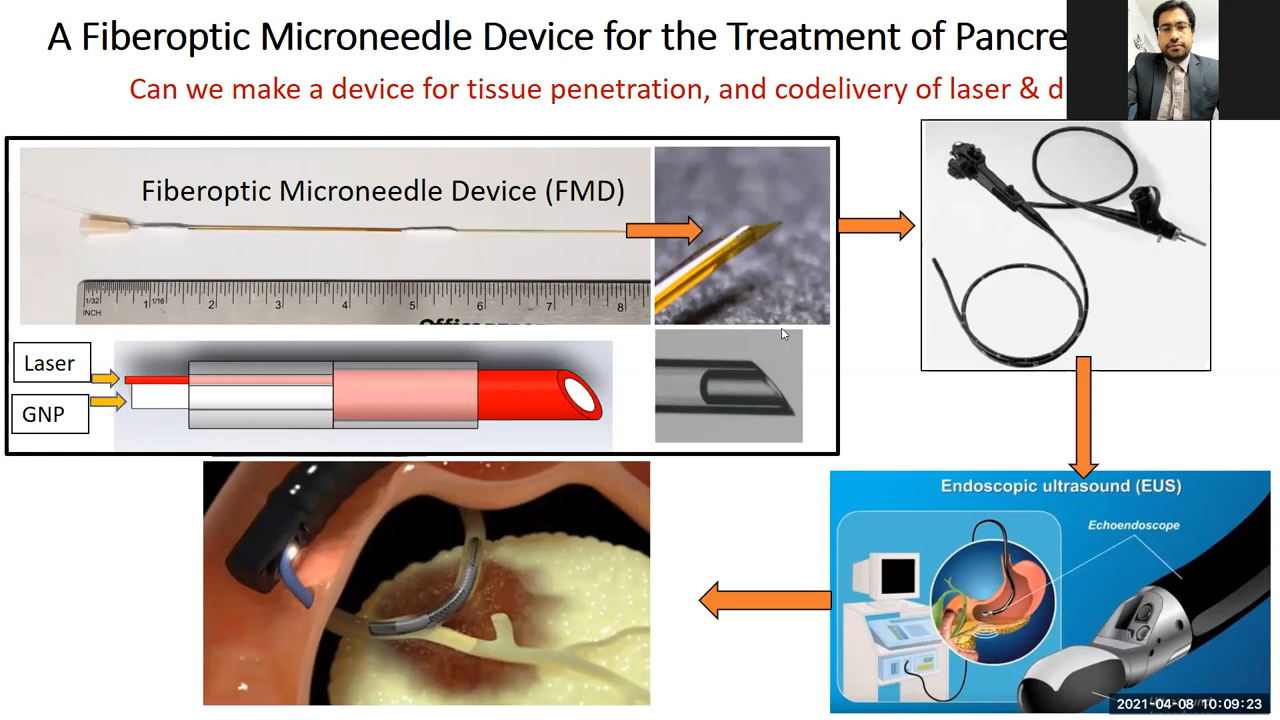 A Fiberoptic Microneedle Device for the Treatment of Pancre
Can we make a device for tissue penetration, and codelivery of laser & d
Fiberoptic Microneedle Device (FMD)
1/32 1 1/16 2 3 4 5 6 7 8
INCH
Laser
GNP
Endoscopic ultrasound (EUS)
Echoendoscope
2021-04-08 10:09:23